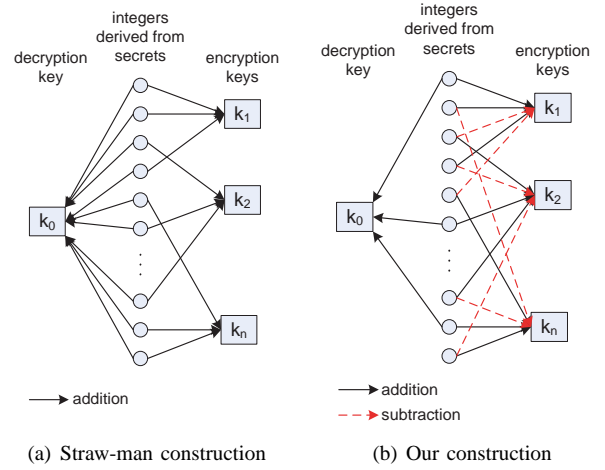 integers
derived from
secrets
decryption
key
encryption
keys
k1
k2
k0
kn
addition
(a) Straw-man construction
integers
derived from
secrets
decryption
key
encryption
keys
k1
k2
k0
kn
addition
subtraction
(b) Our construction